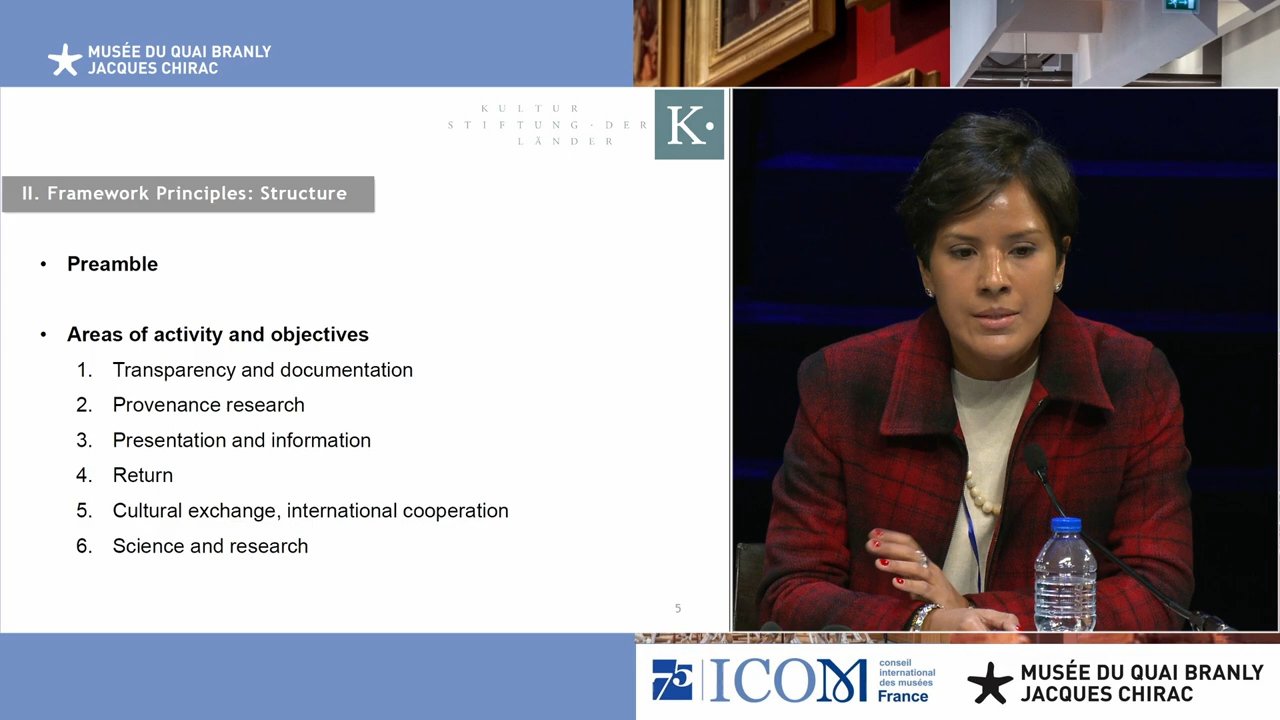 MUSÉE DU QUAI BRANLY
JACQUES CHIRAC
KULTUR
STIFTUNG · DER
LÄNDER
K·
II. Framework Principles: Structure
• Preamble
• Areas of activity and objectives
1. Transparency and documentation
2. Provenance research
3. Presentation and information
4. Return
5. Cultural exchange, international cooperation
6. Science and research
5
75
ICOM
conseil
international
des musées
France
MUSÉE DU QUAI BRANLY
JACQUES CHIRAC